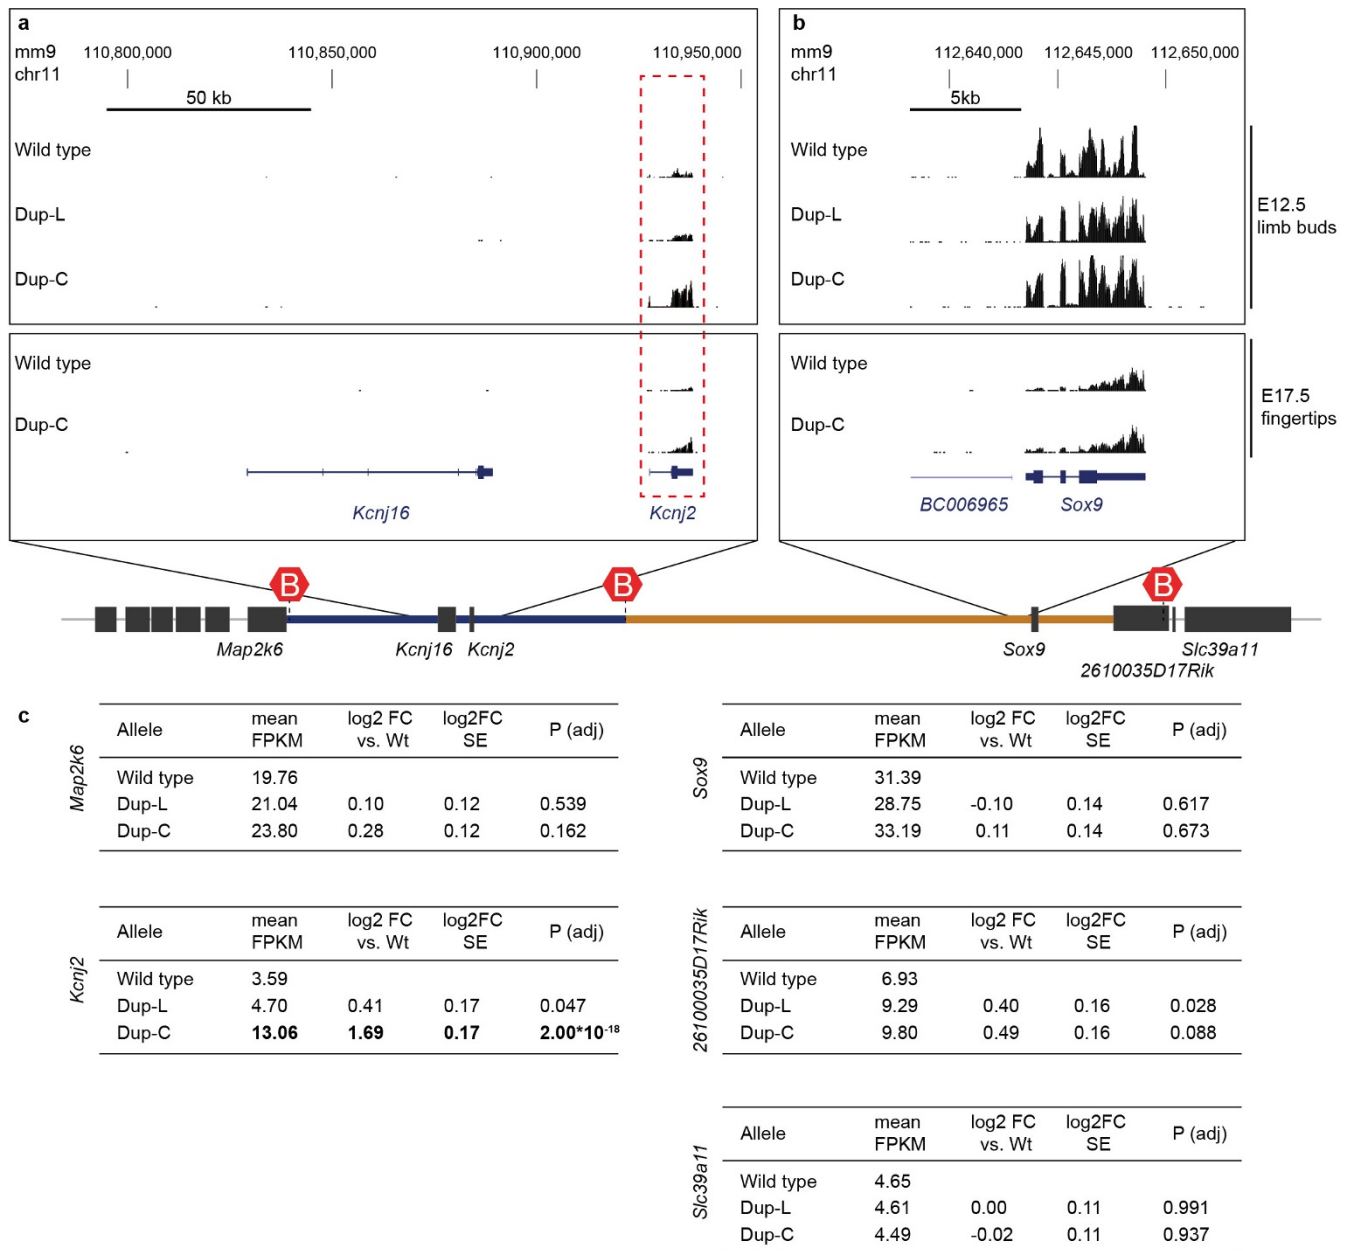 a
mm9 110,800,000 110,850,000 110,900,000 110,950,000
chr11
50 kb
Wild type
Dup-L
Dup-C
Wild type
Dup-C
Kcnj16 Kcnj2
b
mm9 112,640,000 112,645,000 112,650,000
chr11
5kb
Wild type
Dup-L
Dup-C
E12.5
limb buds
Wild type
Dup-C
E17.5
fingertips
BC006965 Sox9
B B B
Map2k6 Kcnj16 Kcnj2 Sox9 Slc39a11
2610035D17Rik
c
Map2k6
Allele mean FPKM log2 FC vs. Wt log2FC SE P (adj)
Wild type 19.76
Dup-L 21.04 0.10 0.12 0.539
Dup-C 23.80 0.28 0.12 0.162
Kcnj2
Allele mean FPKM log2 FC vs. Wt log2FC SE P (adj)
Wild type 3.59
Dup-L 4.70 0.41 0.17 0.047
Dup-C 13.06 1.69 0.17 2.00*10-18
Sox9
Allele mean FPKM log2 FC vs. Wt log2FC SE P (adj)
Wild type 31.39
Dup-L 28.75 -0.10 0.14 0.617
Dup-C 33.19 0.11 0.14 0.673
26100035D17Rik
Allele mean FPKM log2 FC vs. Wt log2FC SE P (adj)
Wild type 6.93
Dup-L 9.29 0.40 0.16 0.028
Dup-C 9.80 0.49 0.16 0.088
Slc39a11
Allele mean FPKM log2 FC vs. Wt log2FC SE P (adj)
Wild type 4.65
Dup-L 4.61 0.00 0.11 0.991
Dup-C 4.49 -0.02 0.11 0.937